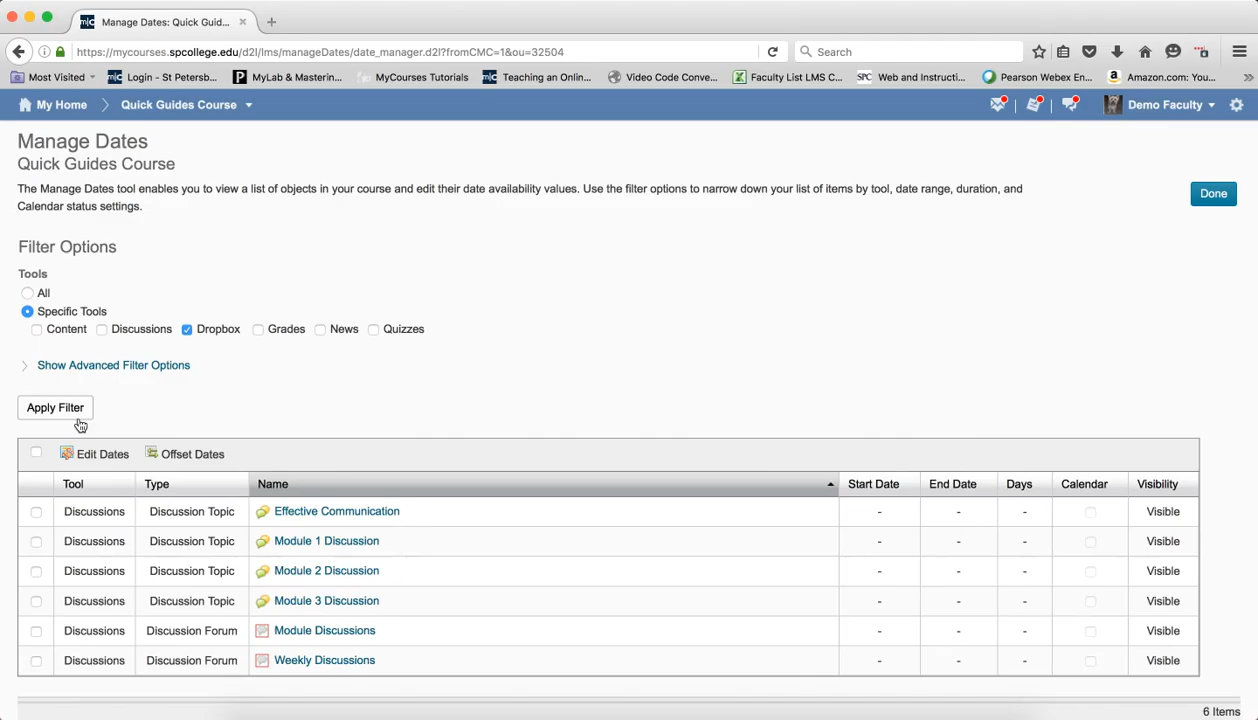 Manage Dates: Quick Guid...
https://mycourses.spcollege.edu/d2l/lms/manageDates/date_manager.d2l?fromCMC=1&ou=32504
Search
Most Visited
Login - St Petersb...
MyLab & Masterin...
MyCourses Tutorials
Teaching an Onlin...
Video Code Conve...
Faculty List LMS C...
SPC Web and Instructi...
Pearson Webex En...
Amazon.com: You...
My Home
Quick Guides Course
Demo Faculty
Manage Dates
Quick Guides Course
The Manage Dates tool enables you to view a list of objects in your course and edit their date availability values. Use the filter options to narrow down your list of items by tool, date range, duration, and
Calendar status settings.
Done
Filter Options
Tools
All
Specific Tools
Content Discussions Dropbox Grades News Quizzes
Show Advanced Filter Options
Apply Filter
Edit Dates Offset Dates
Tool Type Name Start Date End Date Days Calendar Visibility
Discussions Discussion Topic Effective Communication - - - Visible
Discussions Discussion Topic Module 1 Discussion - - - Visible
Discussions Discussion Topic Module 2 Discussion - - - Visible
Discussions Discussion Topic Module 3 Discussion - - - Visible
Discussions Discussion Forum Module Discussions - - - Visible
Discussions Discussion Forum Weekly Discussions - - - Visible
6 Items